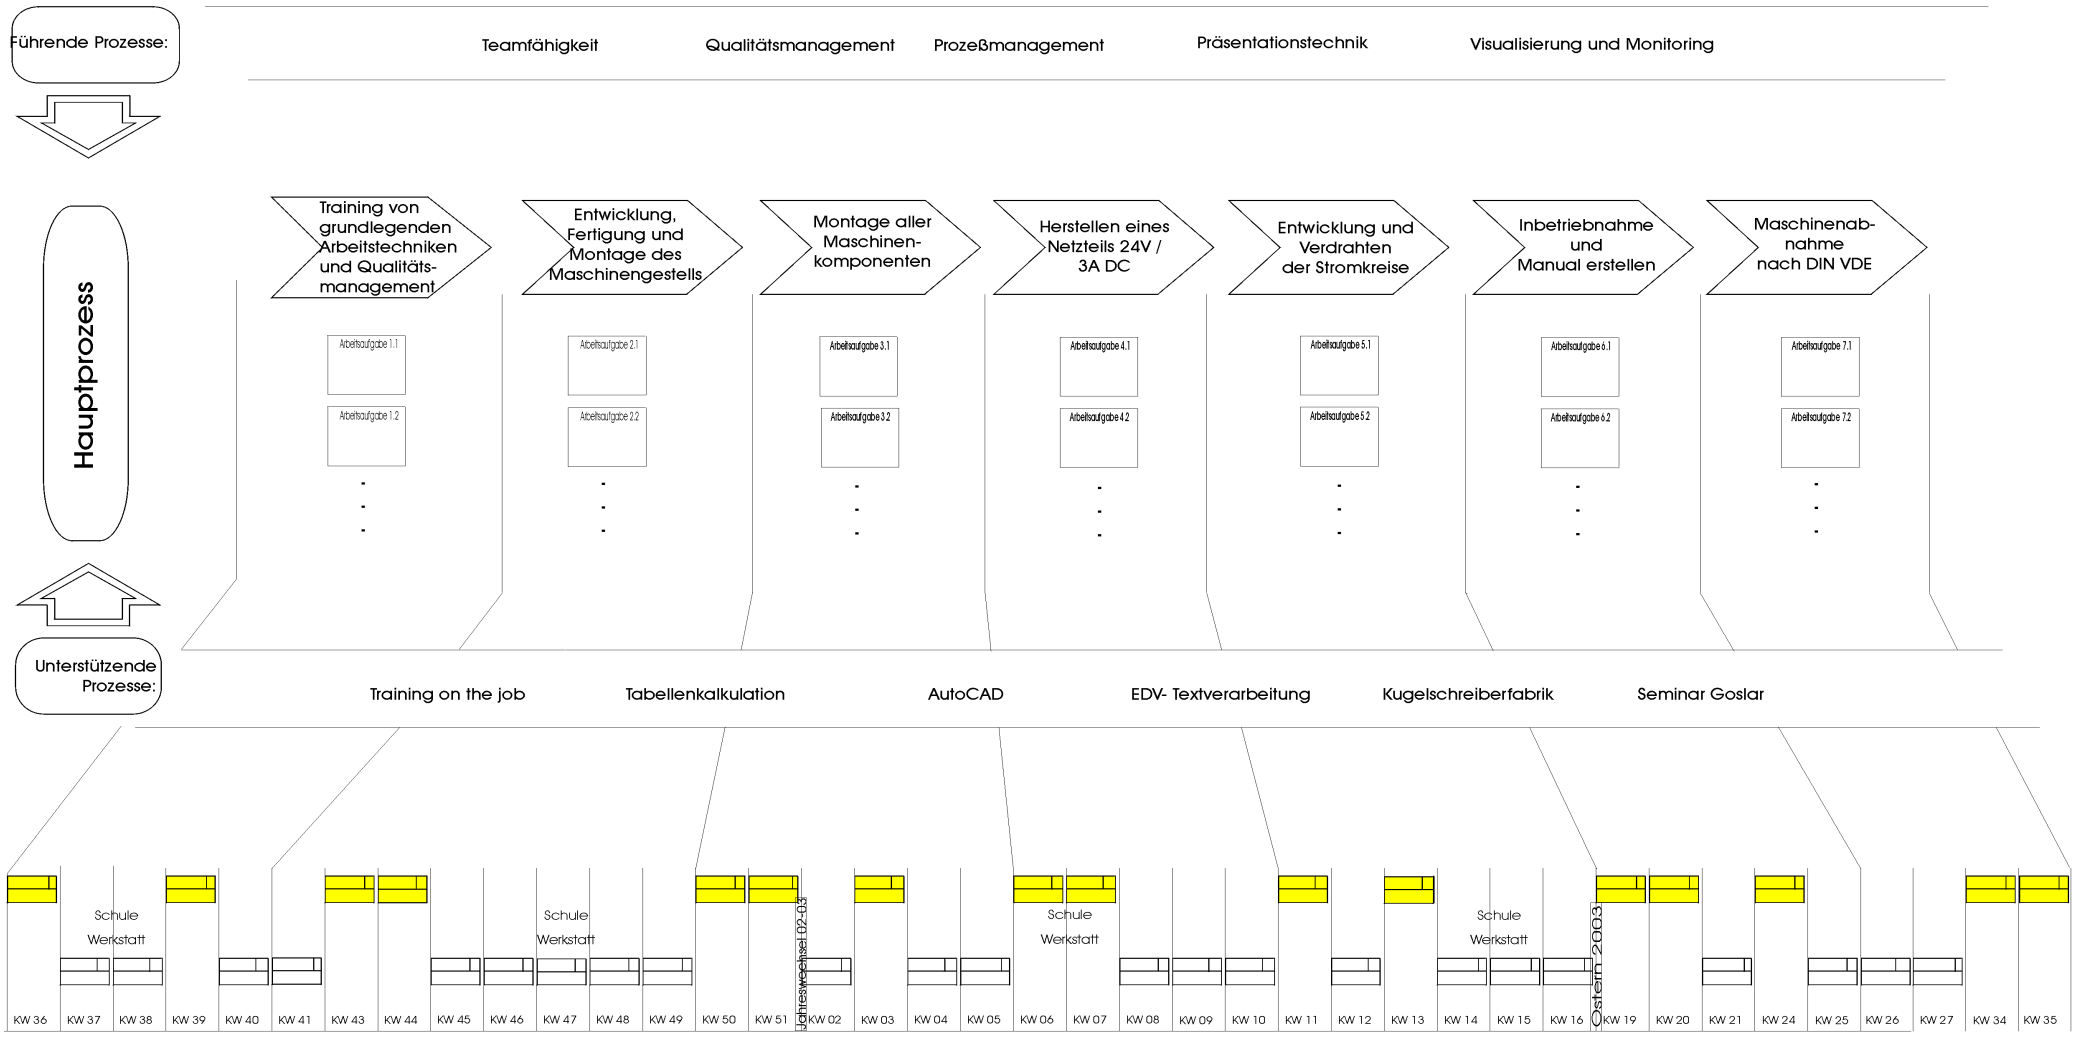 Führende Prozesse:
Teamfähigkeit
Qualitätsmanagement
Prozeßmanagement
Präsentationstechnik
Visualisierung und Monitoring
Hauptprozess
Training von
grundlegenden
Arbeitstechniken
und Qualitäts-
management
Entwicklung,
Fertigung und
Montage des
Maschinengestells
Montage aller
Maschinen-
komponenten
Herstellen eines
Netzteils 24V /
3A DC
Entwicklung und
Verdrahten
der Stromkreise
Inbetriebnahme
und
Manual erstellen
Maschinenab-
nahme
nach DIN VDE
Arbeitsaufgabe 1.1
Arbeitsaufgabe 2.1
Arbeitsaufgabe 3.1
Arbeitsaufgabe 4.1
Arbeitsaufgabe 5.1
Arbeitsaufgabe 6.1
Arbeitsaufgabe 7.1
Arbeitsaufgabe 1.2
Arbeitsaufgabe 2.2
Arbeitsaufgabe 3.2
Arbeitsaufgabe 4.2
Arbeitsaufgabe 5.2
Arbeitsaufgabe 6.2
Arbeitsaufgabe 7.2
Unterstützende
Prozesse:
Training on the job
Tabellenkalkulation
AutoCAD
EDV- Textverarbeitung
Kugelschreiberfabrik
Seminar Goslar
Schule
Werkstatt
Schule
Werkstatt
Jahreswechsel 02-03
Schule
Werkstatt
Schule
Werkstatt
Ostern 2003
KW 36
KW 37
KW 38
KW 39
KW 40
KW 41
KW 43
KW 44
KW 45
KW 46
KW 47
KW 48
KW 49
KW 50
KW 51
KW 02
KW 03
KW 04
KW 05
KW 06
KW 07
KW 08
KW 09
KW 10
KW 11
KW 12
KW 13
KW 14
KW 15
KW 16
KW 19
KW 20
KW 21
KW 24
KW 25
KW 26
KW 27
KW 34
KW 35